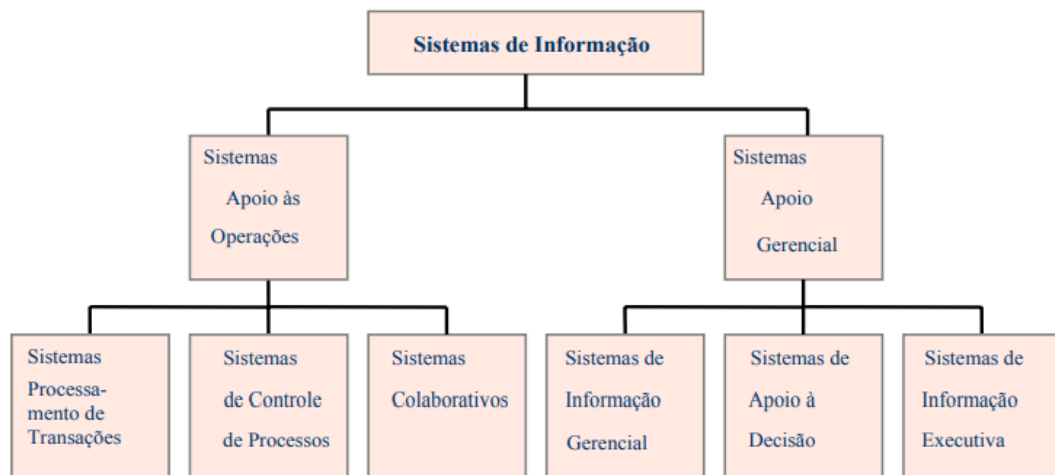 Sistemas de Informação
Sistemas
Apoio às
Operações
Sistemas
Apoio
Gerencial
Sistemas
Processa-
mento de
Transações
Sistemas
de Controle
de Processos
Sistemas
Colaborativos
Sistemas de
Informação
Gerencial
Sistemas de
Apoio à
Decisão
Sistemas de
Informação
Executiva